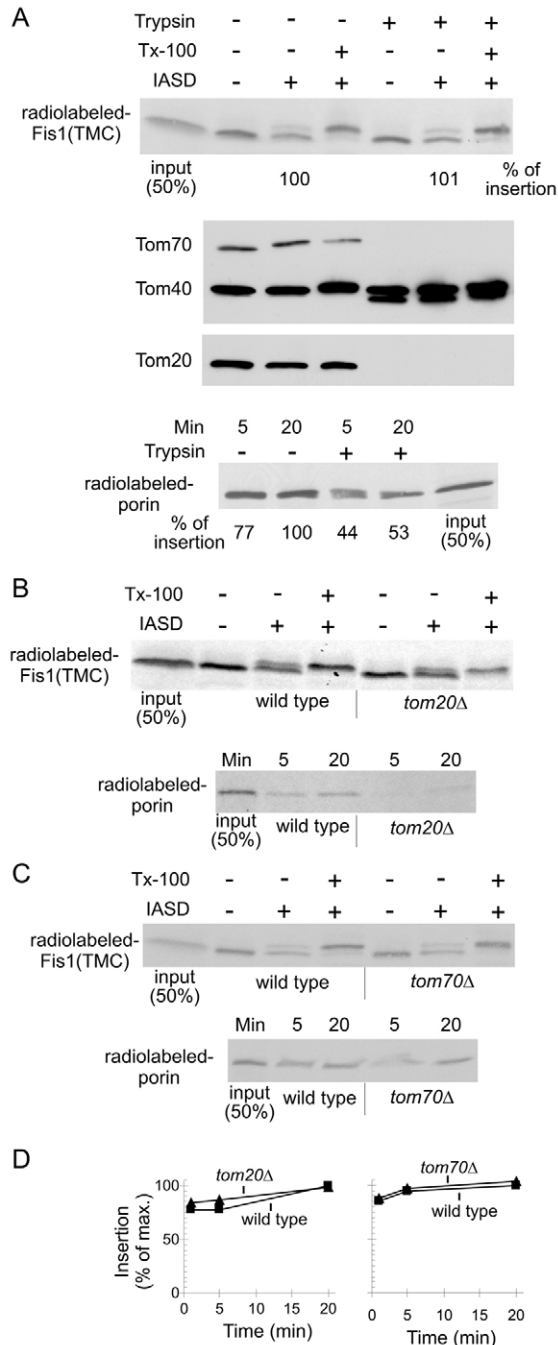 A
Trypsin - - - + + +
Tx-100 - - + - - +
IASD - + + - + +
radiolabeled-
Fis1(TMC)
input
(50%)
100 101 % of
insertion
Tom70
Tom40
Tom20
Min 5 20 5 20
Trypsin - - + +
radiolabeled-
porin
% of
insertion 77 100 44 53 input
(50%)
B
Tx-100 - - + - - +
IASD - + + - + +
radiolabeled-
Fis1(TMC)
input
(50%) wild type tom20Δ
Min 5 20 5 20
radiolabeled-
porin
input
(50%) wild type tom20Δ
C
Tx-100 - - + - - +
IASD - + + - + +
radiolabeled-
Fis1(TMC)
input
(50%) wild type tom70Δ
Min 5 20 5 20
radiolabeled-
porin
input
(50%) wild type tom70Δ
D
Insertion
(% of max.)
100
50
0
0 5 10 15 20
Time (min)
tom20Δ
wild type
0 5 10 15 20
Time (min)
tom70Δ
wild type